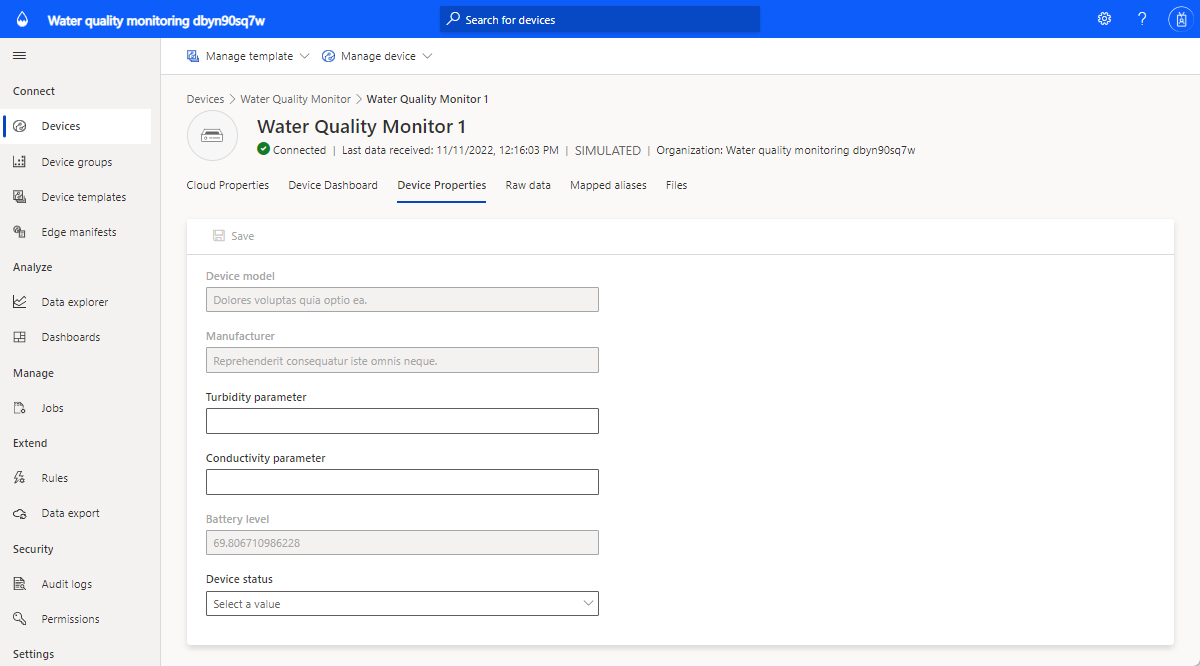 Water quality monitoring dbyn90sq7w
Search for devices
?
Manage template
Manage device
Connect
Devices
Device groups
Device templates
Edge manifests
Analyze
Data explorer
Dashboards
Manage
Jobs
Extend
Rules
Data export
Security
Audit logs
Permissions
Settings
Devices > Water Quality Monitor > Water Quality Monitor 1
Water Quality Monitor 1
Connected | Last data received: 11/11/2022, 12:16:03 PM | SIMULATED | Organization: Water quality monitoring dbyn90sq7w
Cloud Properties Device Dashboard Device Properties Raw data Mapped aliases Files
Save
Device model
Dolores voluptas quia optio ea.
Manufacturer
Reprehenderit consequatur iste omnis neque.
Turbidity parameter
Conductivity parameter
Battery level
69.806710986228
Device status
Select a value